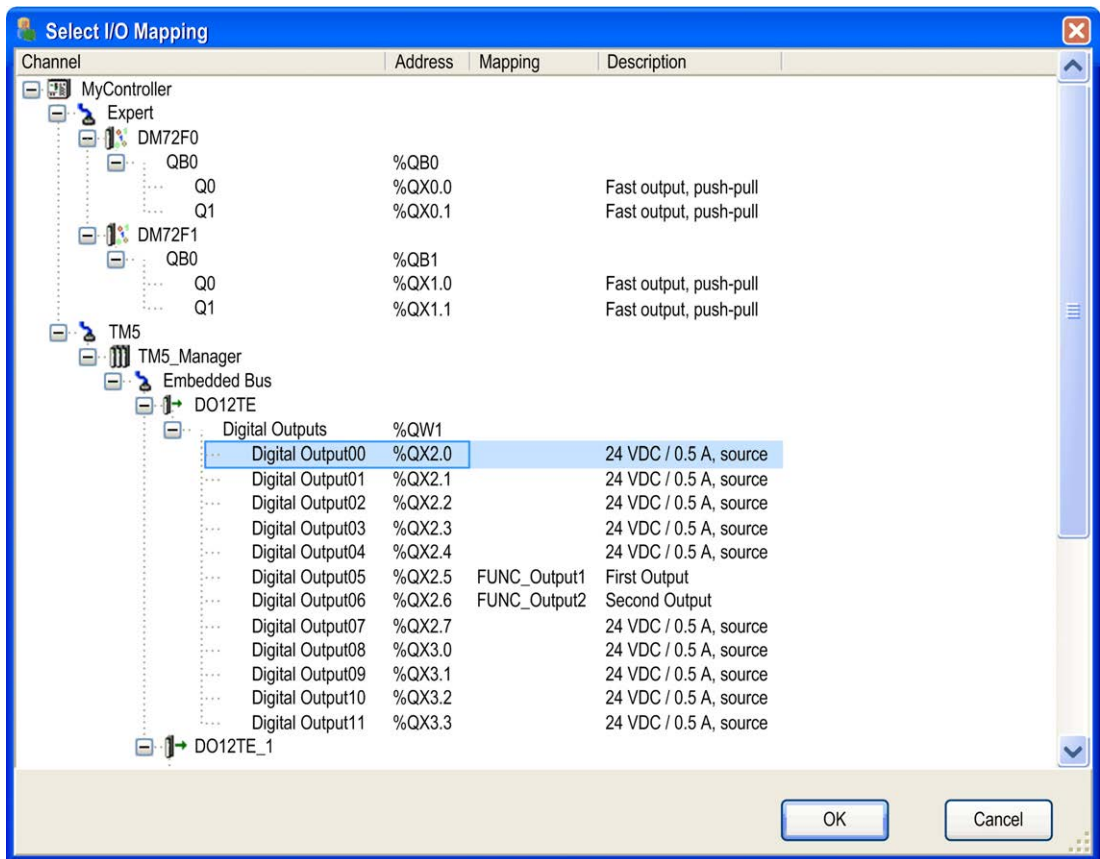 Select I/O Mapping
Channel Address Mapping Description
MyController
Expert
DM72F0
QB0 %QB0
Q0 %QX0.0 Fast output, push-pull
Q1 %QX0.1 Fast output, push-pull
DM72F1
QB0 %QB1
Q0 %QX1.0 Fast output, push-pull
Q1 %QX1.1 Fast output, push-pull
TM5
TM5_Manager
Embedded Bus
DO12TE
Digital Outputs %QW1
Digital Output00 %QX2.0 24 VDC / 0.5 A, source
Digital Output01 %QX2.1 24 VDC / 0.5 A, source
Digital Output02 %QX2.2 24 VDC / 0.5 A, source
Digital Output03 %QX2.3 24 VDC / 0.5 A, source
Digital Output04 %QX2.4 24 VDC / 0.5 A, source
Digital Output05 %QX2.5 FUNC_Output1 First Output
Digital Output06 %QX2.6 FUNC_Output2 Second Output
Digital Output07 %QX2.7 24 VDC / 0.5 A, source
Digital Output08 %QX3.0 24 VDC / 0.5 A, source
Digital Output09 %QX3.1 24 VDC / 0.5 A, source
Digital Output10 %QX3.2 24 VDC / 0.5 A, source
Digital Output11 %QX3.3 24 VDC / 0.5 A, source
DO12TE_1
OK Cancel